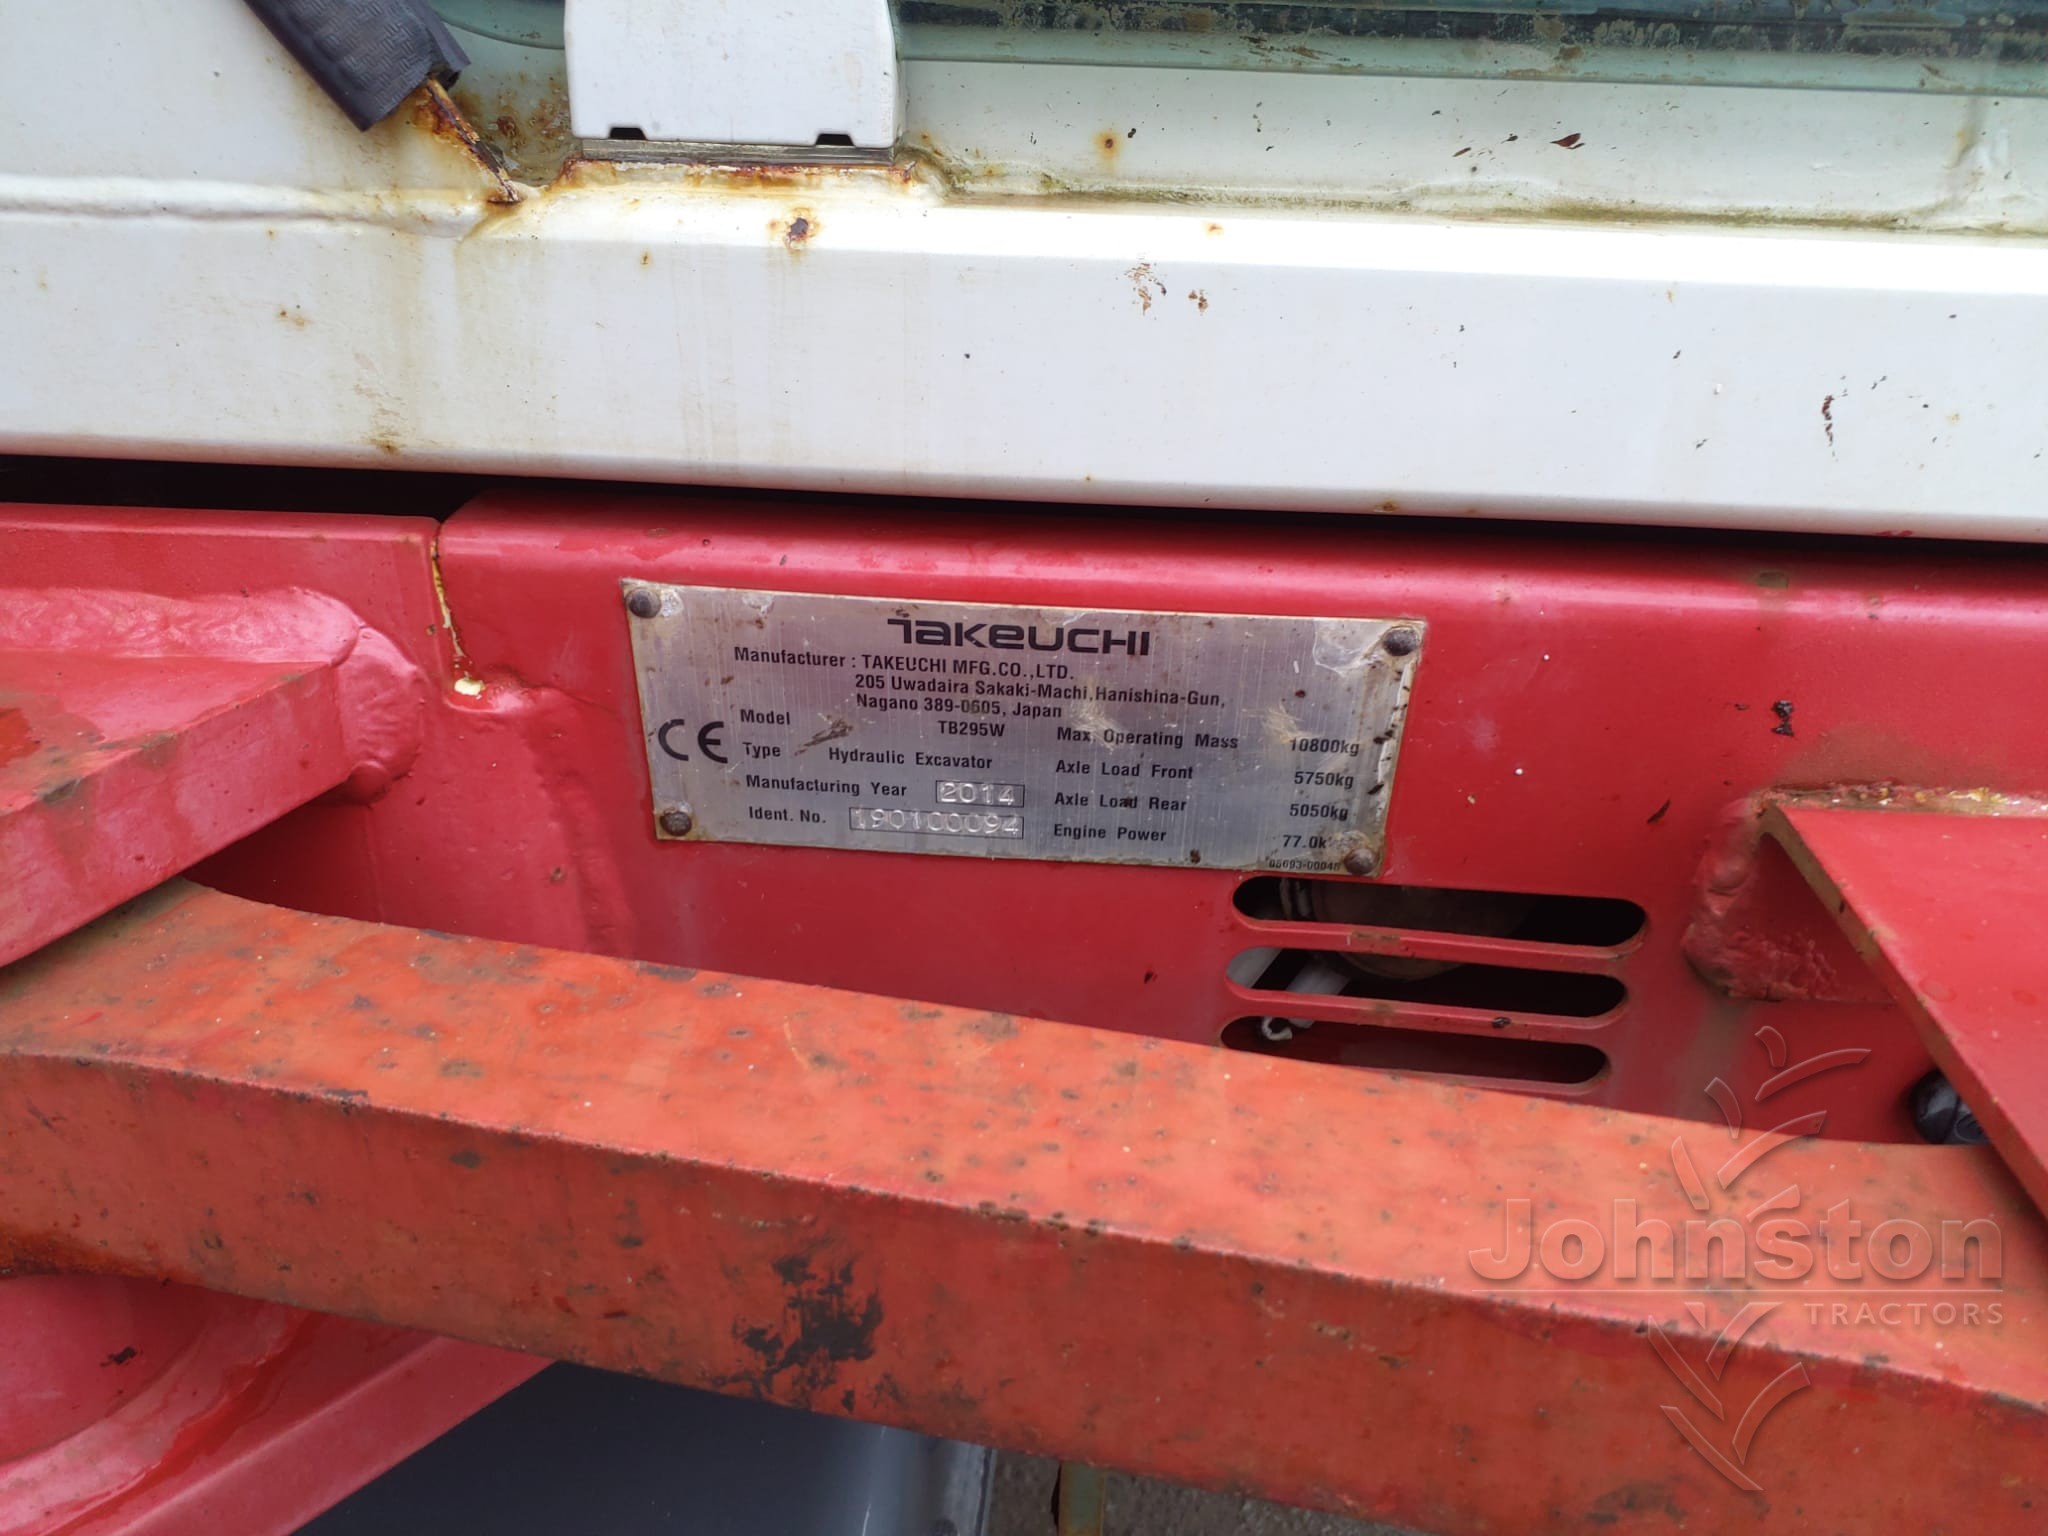 TAKEUCHI
Manufacturer : TAKEUCHI MFG.CO.,LTD.
205 Uwadaira Sakaki-Machi,Hanishina-Gun,
Nagano 389-0605, Japan
CE
Model TB295W
Type Hydraulic Excavator
Manufacturing Year 2014
Ident. No. 190100094
Max Operating Mass 10800kg
Axle Load Front 5750kg
Axle Load Rear 5050kg
Engine Power 77.0k
Johnston
TRACTORS